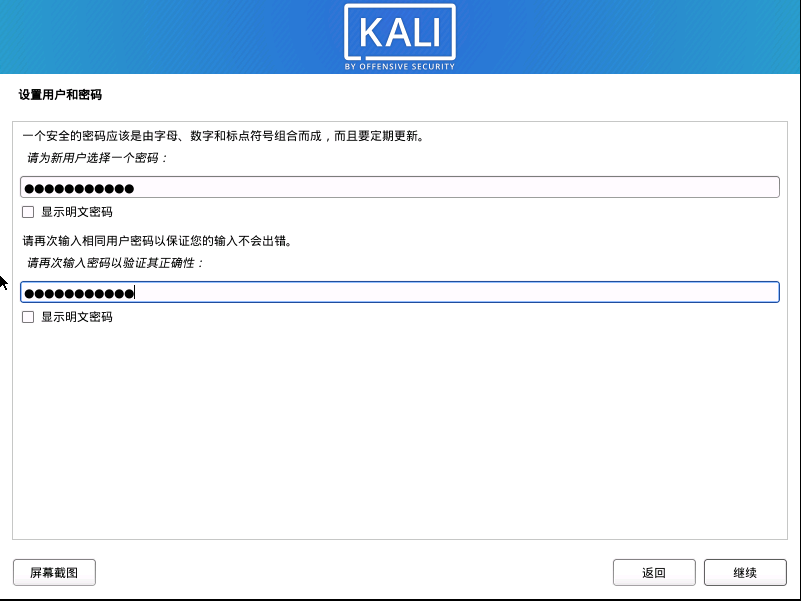 KALI
BY OFFENSIVE SECURITY
设置用户和密码
一个安全的密码应该是由字母、数字和标点符号组合而成，而且要定期更新。
请为新用户选择一个密码：
●●●●●●●●●●●
显示明文密码
请再次输入相同用户密码以保证您的输入不会出错。
请再次输入密码以验证其正确性：
●●●●●●●●●●●
显示明文密码
屏幕截图
返回
继续